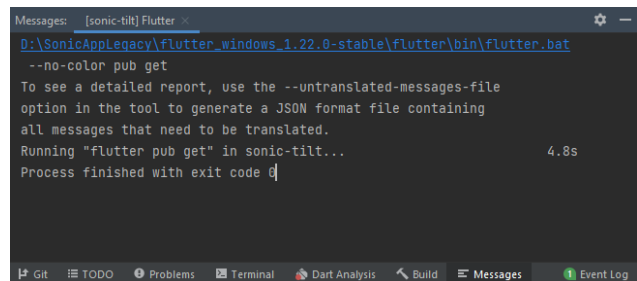 Messages: [sonic-tilt] Flutter ×
D:\SonicAppLegacy\flutter_windows_1.22.0-stable\flutter\bin\flutter.bat
--no-color pub get
To see a detailed report, use the --untranslated-messages-file
option in the tool to generate a JSON format file containing
all messages that need to be translated.
Running "flutter pub get" in sonic-tilt... 4.8s
Process finished with exit code 0
Git TODO Problems Terminal Dart Analysis Build Messages 1 Event Log